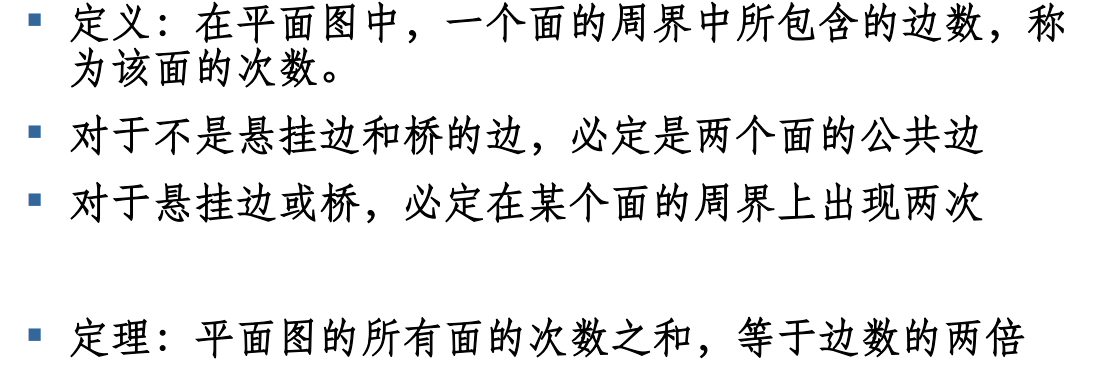 ▪ 定义：在平面图中，一个面的周界中所包含的边数，称
为该面的次数。
▪ 对于不是悬挂边和桥的边，必定是两个面的公共边
▪ 对于悬挂边或桥，必定在某个面的周界上出现两次
▪ 定理：平面图的所有面的次数之和，等于边数的两倍